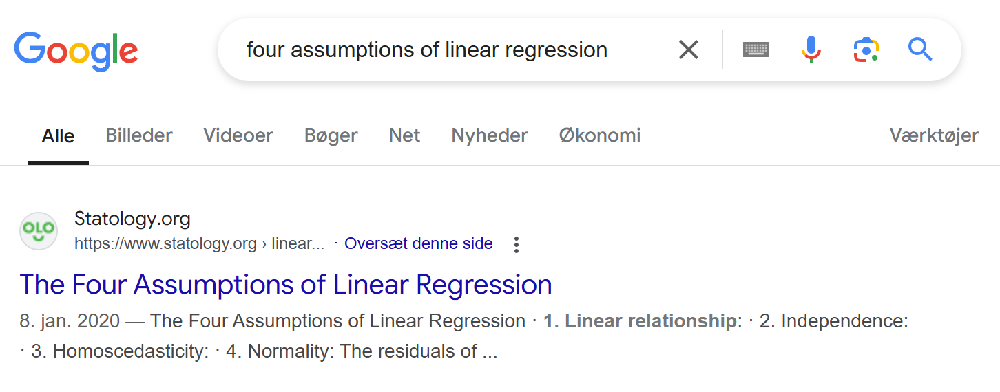 Google
four assumptions of linear regression
Alle Billeder Videoer Bøger Net Nyheder Økonomi Værktøjer
OLO
Statology.org
https://www.statology.org › linear... · Oversæt denne side
The Four Assumptions of Linear Regression
8. jan. 2020 — The Four Assumptions of Linear Regression · 1. Linear relationship: · 2. Independence:
· 3. Homoscedasticity: · 4. Normality: The residuals of ...